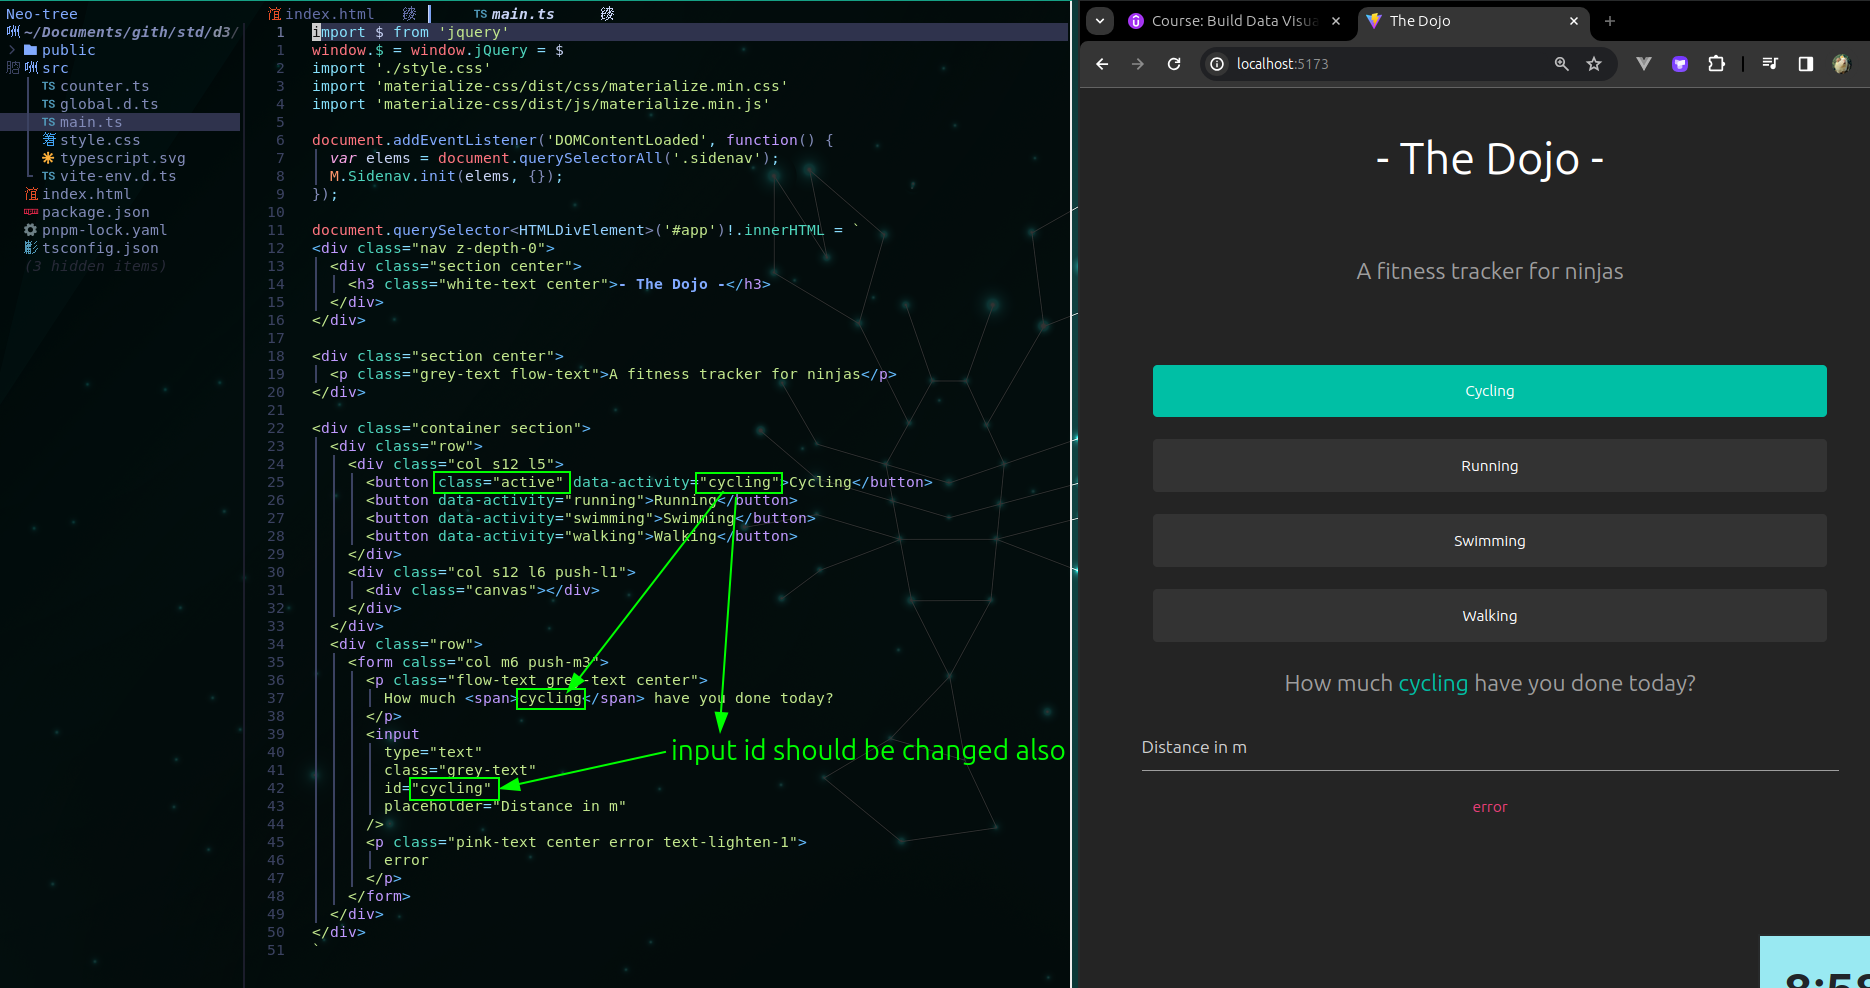 Neo-tree
~/Documents/gith/std/d3/
public
src
TS counter.ts
TS global.d.ts
TS main.ts
style.css
typescript.svg
TS vite-env.d.ts
index.html
package.json
pnpm-lock.yaml
tsconfig.json
(3 hidden items)
index.html
TS main.ts
1 import $ from 'jquery'
1 window.$ = window.jQuery = $
2 import './style.css'
3 import 'materialize-css/dist/css/materialize.min.css'
4 import 'materialize-css/dist/js/materialize.min.js'
5
6 document.addEventListener('DOMContentLoaded', function() {
7 var elems = document.querySelectorAll('.sidenav');
8 M.Sidenav.init(elems, {});
9 });
10
11 document.querySelector<HTMLDivElement>('#app')!.innerHTML = `
12 <div class="nav z-depth-0">
13 <div class="section center">
14 <h3 class="white-text center">- The Dojo -</h3>
15 </div>
16 </div>
17
18 <div class="section center">
19 <p class="grey-text flow-text">A fitness tracker for ninjas</p>
20 </div>
21
22 <div class="container section">
23 <div class="row">
24 <div class="col s12 l5">
25 <button class="active" data-activity="cycling">Cycling</button>
26 <button data-activity="running">Running</button>
27 <button data-activity="swimming">Swimming</button>
28 <button data-activity="walking">Walking</button>
29 </div>
30 <div class="col s12 l6 push-l1">
31 <div class="canvas"></div>
32 </div>
33 </div>
34 <div class="row">
35 <form calss="col m6 push-m3">
36 <p class="flow-text grey-text center">
37 How much <span>cycling</span> have you done today?
38 </p>
39 <input
40 type="text"
41 class="grey-text"
42 id="cycling"
43 placeholder="Distance in m"
44 />
45 <p class="pink-text center error text-lighten-1">
46 error
47 </p>
48 </form>
49 </div>
50 </div>
51 `
input id should be changed also
Course: Build Data Visua
The Dojo
localhost:5173
- The Dojo -
A fitness tracker for ninjas
Cycling
Running
Swimming
Walking
How much cycling have you done today?
Distance in m
error